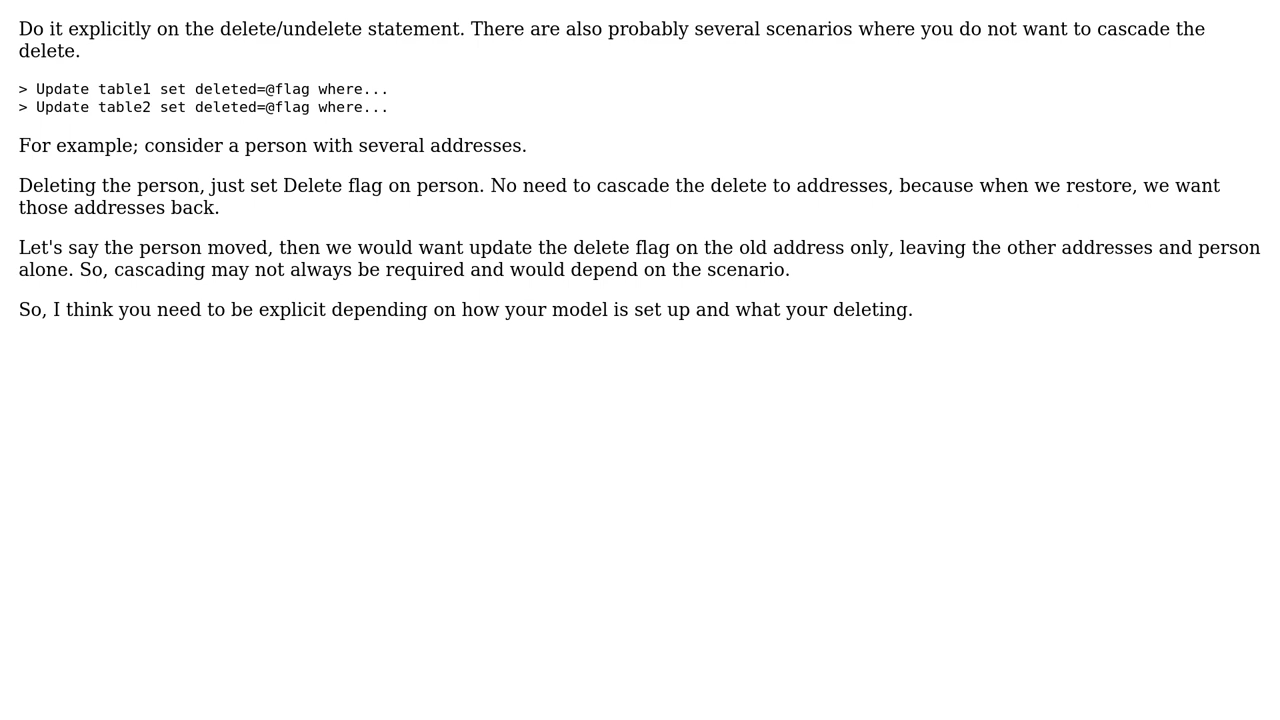 Do it explicitly on the delete/undelete statement. There are also probably several scenarios where you do not want to cascade the
delete.
> Update table1 set deleted=@flag where...
> Update table2 set deleted=@flag where...
For example; consider a person with several addresses.
Deleting the person, just set Delete flag on person. No need to cascade the delete to addresses, because when we restore, we want
those addresses back.
Let's say the person moved, then we would want update the delete flag on the old address only, leaving the other addresses and person
alone. So, cascading may not always be required and would depend on the scenario.
So, I think you need to be explicit depending on how your model is set up and what your deleting.